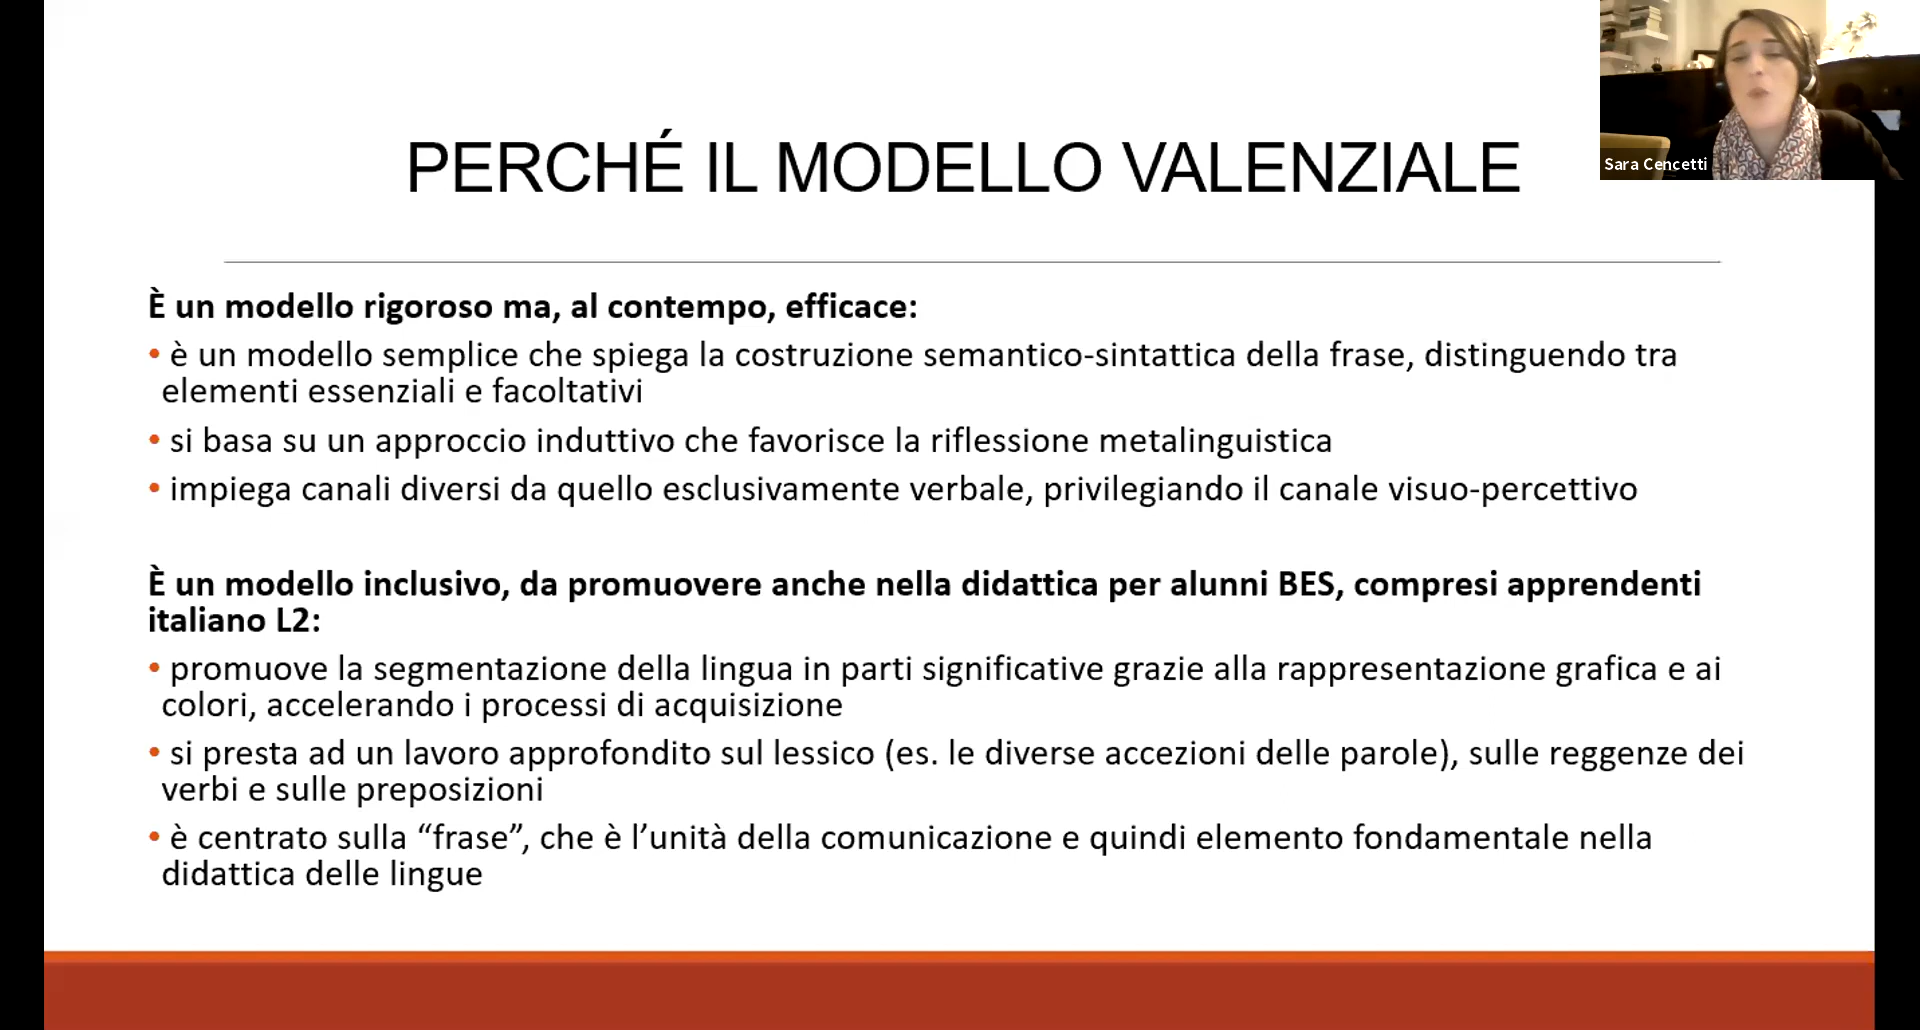 PERCHÉ IL MODELLO VALENZIALE
Sara Cencetti
È un modello rigoroso ma, al contempo, efficace:
• è un modello semplice che spiega la costruzione semantico-sintattica della frase, distinguendo tra
elementi essenziali e facoltativi
• si basa su un approccio induttivo che favorisce la riflessione metalinguistica
• impiega canali diversi da quello esclusivamente verbale, privilegiando il canale visuo-percettivo
È un modello inclusivo, da promuovere anche nella didattica per alunni BES, compresi apprendenti
italiano L2:
• promuove la segmentazione della lingua in parti significative grazie alla rappresentazione grafica e ai
colori, accelerando i processi di acquisizione
• si presta ad un lavoro approfondito sul lessico (es. le diverse accezioni delle parole), sulle reggenze dei
verbi e sulle preposizioni
• è centrato sulla “frase”, che è l’unità della comunicazione e quindi elemento fondamentale nella
didattica delle lingue